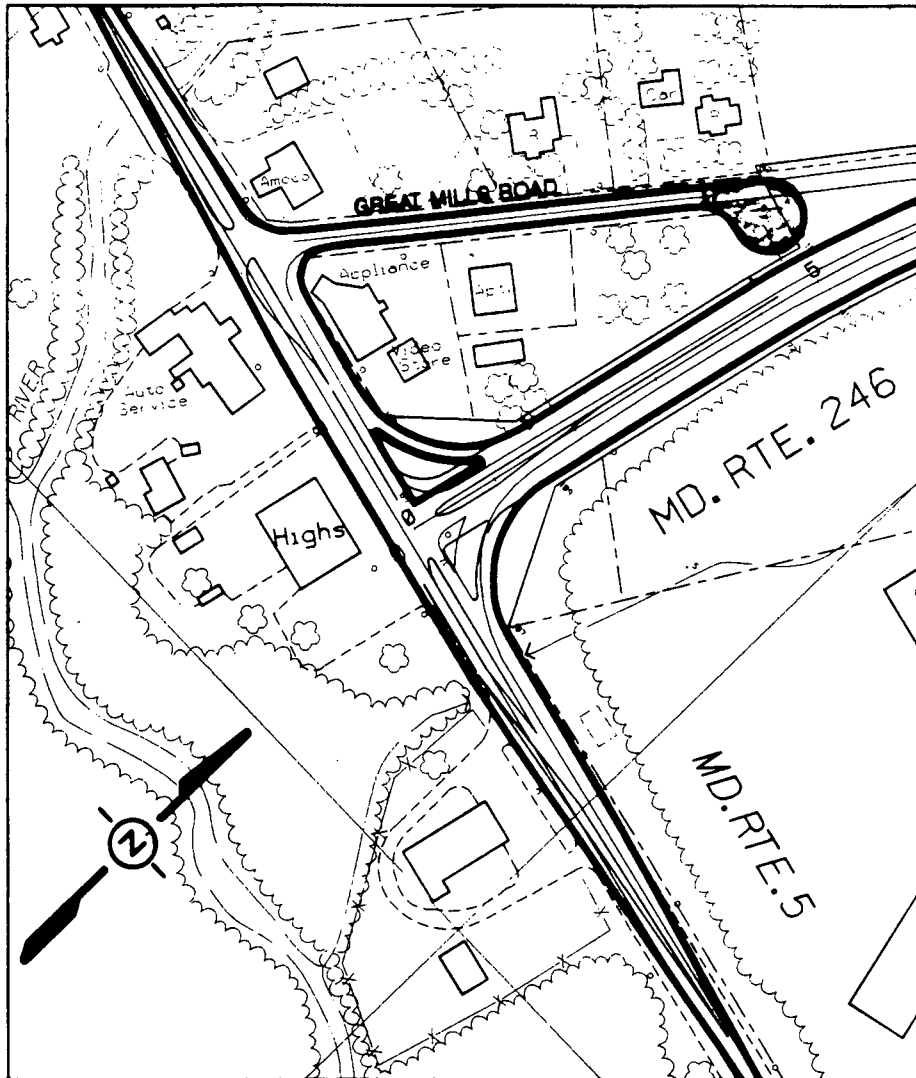 Gar
R
R
Amoco
GREAT MILLS ROAD
Appliance
Apt.
5
Video
Store
RIVER
Auto
Service
MD. RTE. 246
Highs
MD. RTE. 5
N